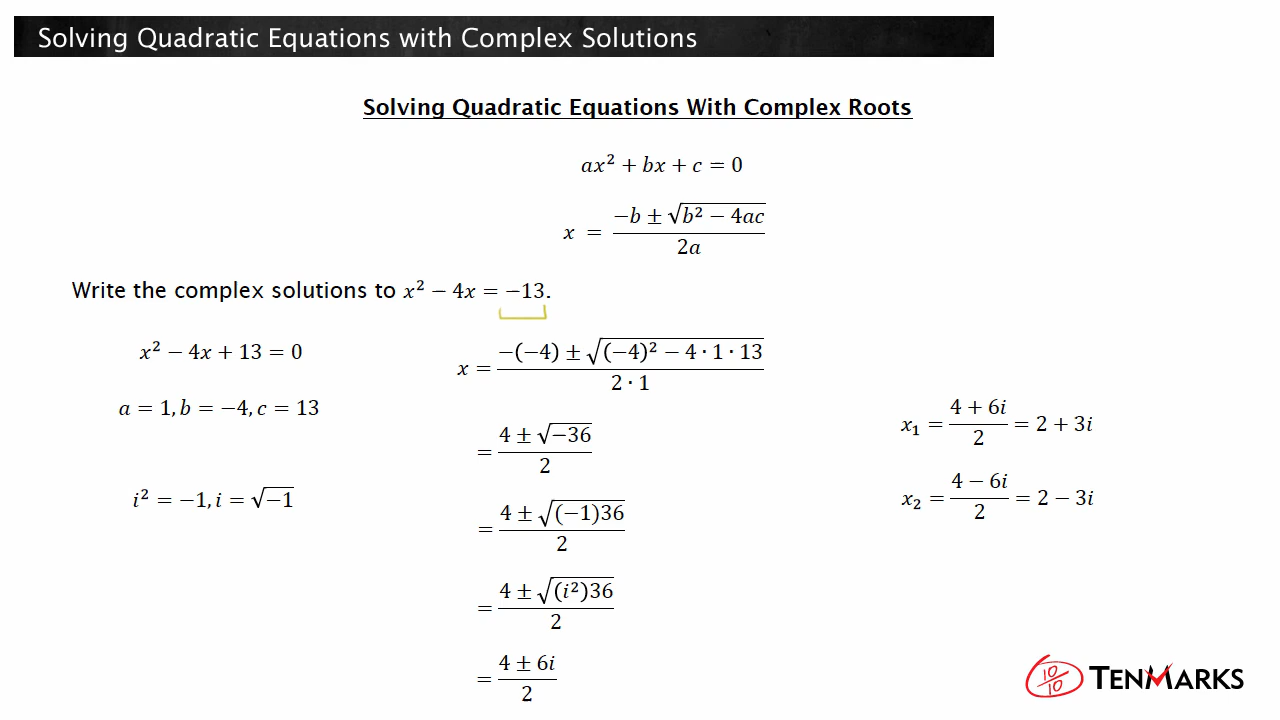 Solving Quadratic Equations with Complex Solutions
Solving Quadratic Equations With Complex Roots
ax² + bx + c = 0
x = (−b ± √(b² − 4ac)) / 2a
Write the complex solutions to x² − 4x = −13.
x² − 4x + 13 = 0
a = 1, b = −4, c = 13
i² = −1, i = √−1
x = (−(−4) ± √((−4)² − 4 · 1 · 13)) / (2 · 1)
= (4 ± √−36) / 2
= (4 ± √((−1)36)) / 2
= (4 ± √((i²)36)) / 2
= (4 ± 6i) / 2
x₁ = (4 + 6i) / 2 = 2 + 3i
x₂ = (4 − 6i) / 2 = 2 − 3i
10/10 TENMARKS